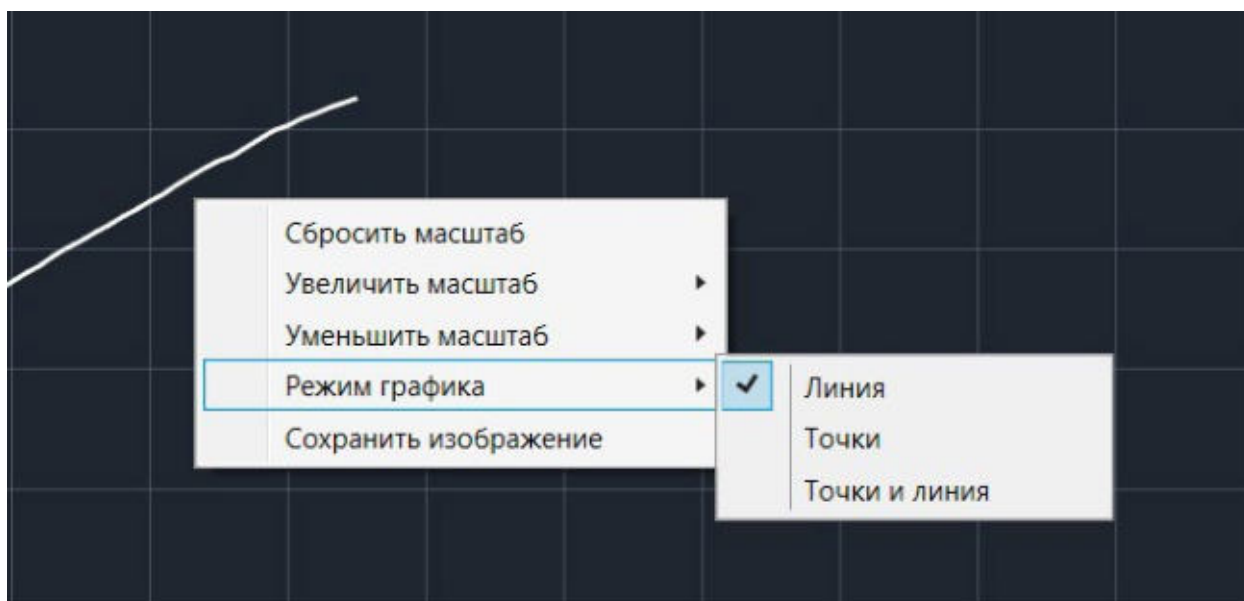 Сбросить масштаб
Увеличить масштаб
Уменьшить масштаб
Режим графика
Сохранить изображение
Линия
Точки
Точки и линия